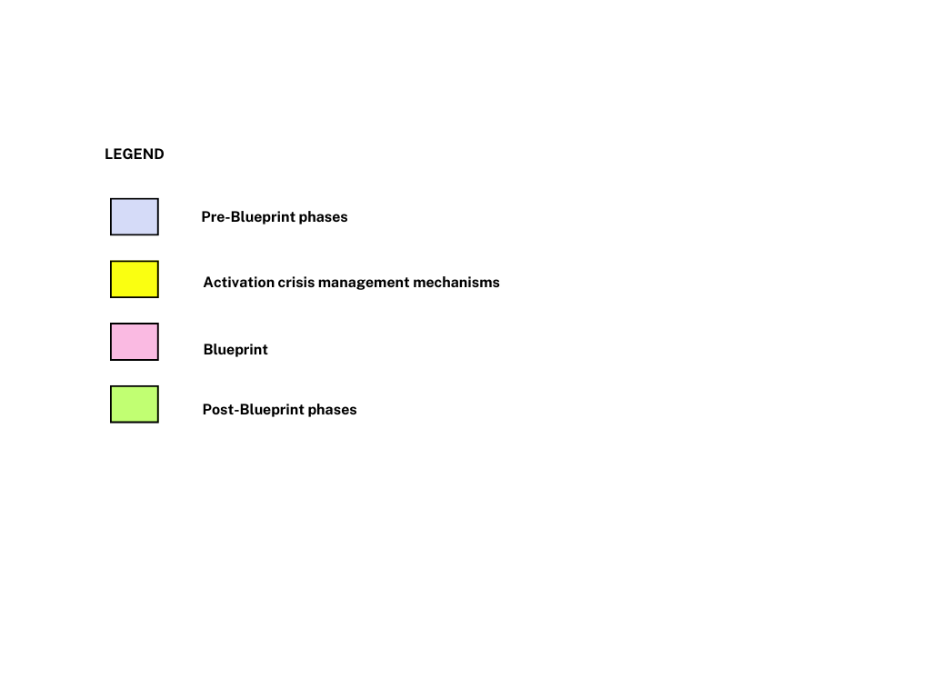 LEGEND
Pre-Blueprint phases
Activation crisis management mechanisms
Blueprint
Post-Blueprint phases